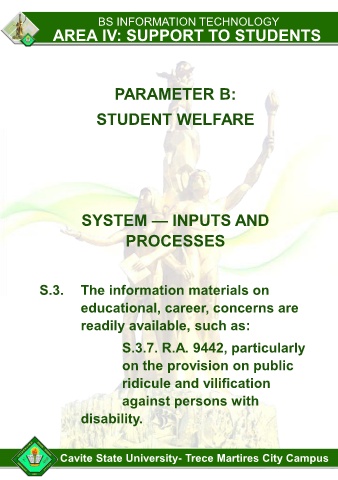 BS INFORMATION TECHNOLOGY
AREA IV: SUPPORT TO STUDENTS
PARAMETER B:
STUDENT WELFARE
SYSTEM — INPUTS AND
PROCESSES
S.3. The information materials on
educational, career, concerns are
readily available, such as:
S.3.7. R.A. 9442, particularly
on the provision on public
ridicule and vilification
against persons with
disability.
Cavite State University- Trece Martires City Campus